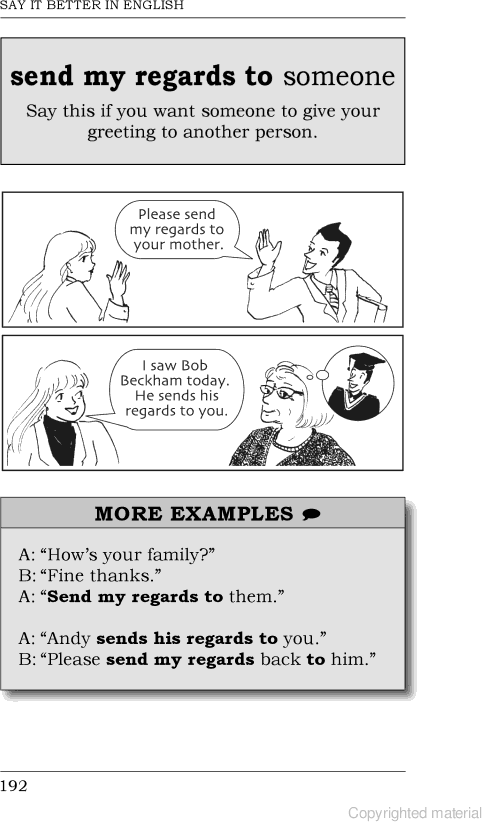 SAY IT BETTER IN ENGLISH
send my regards to someone
Say this if you want someone to give your
greeting to another person.
Please send
my regards to
your mother.
I saw Bob
Beckham today.
He sends his
regards to you.
MORE EXAMPLES
A: “How’s your family?”
B: “Fine thanks.”
A: “Send my regards to them.”
A: “Andy sends his regards to you.”
B: “Please send my regards back to him.”
192
Copyrighted material